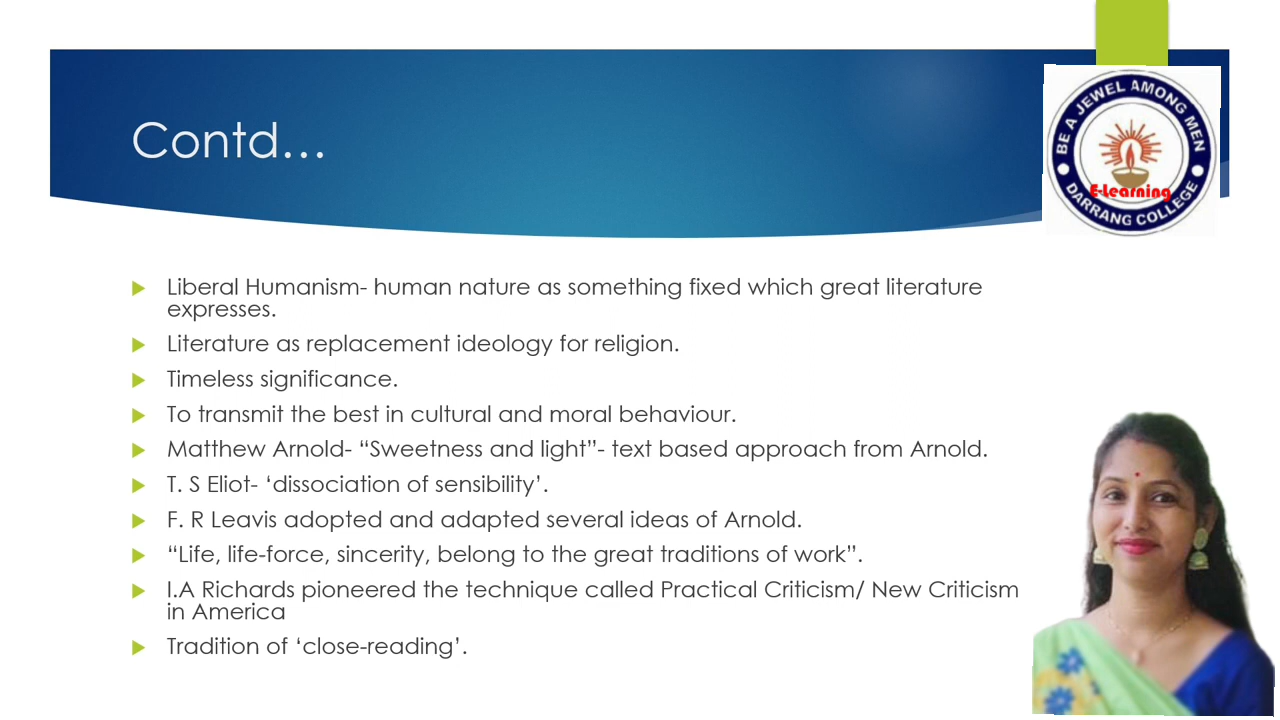 Contd…
BE A JEWEL AMONG MEN
E-Learning
DARRANG COLLEGE
Liberal Humanism- human nature as something fixed which great literature
expresses.
Literature as replacement ideology for religion.
Timeless significance.
To transmit the best in cultural and moral behaviour.
Matthew Arnold- “Sweetness and light”- text based approach from Arnold.
T. S Eliot- ‘dissociation of sensibility’.
F. R Leavis adopted and adapted several ideas of Arnold.
“Life, life-force, sincerity, belong to the great traditions of work”.
I.A Richards pioneered the technique called Practical Criticism/ New Criticism
in America
Tradition of ‘close-reading’.